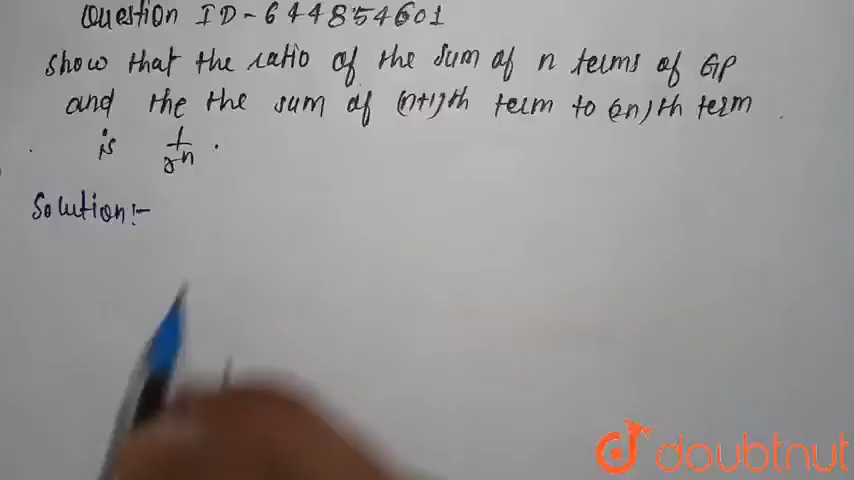 Question ID - 644854601
show that the ratio of the sum of n terms of GP
and the the sum of (n+1)th term to (2n)th term
is 1/r^n .
Solution:-
doubtnut